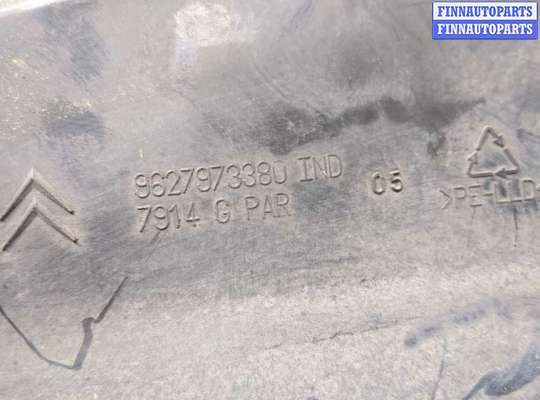 FINNAUTOPARTS
FINNAUTOPARTS
9627973380 IND 05
7914 G PAR
>PE-LLD<